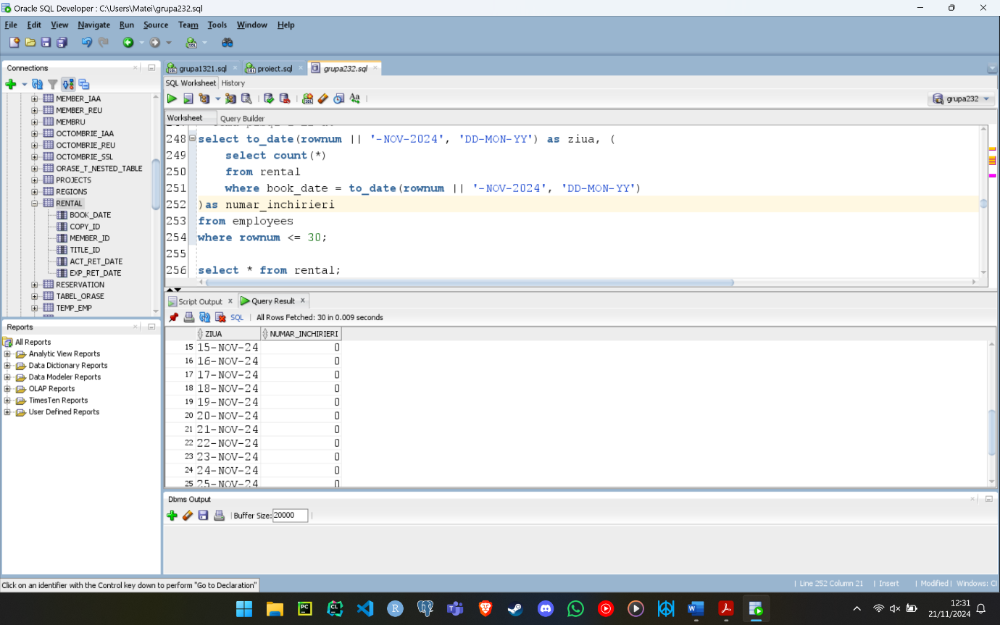 Oracle SQL Developer : C:\Users\Matei\grupa232.sql
File Edit View Navigate Run Source Team Tools Window Help
Connections
MEMBER_IAA
MEMBER_REU
MEMBRU
OCTOMBRIE_IAA
OCTOMBRIE_REU
OCTOMBRIE_SSL
ORASE_T_NESTED_TABLE
PROJECTS
REGIONS
RENTAL
BOOK_DATE
COPY_ID
MEMBER_ID
TITLE_ID
ACT_RET_DATE
EXP_RET_DATE
RESERVATION
TABEL_ORASE
TEMP_EMP
Reports
All Reports
Analytic View Reports
Data Dictionary Reports
Data Modeler Reports
OLAP Reports
TimesTen Reports
User Defined Reports
grupa1321.sql proiect.sql grupa232.sql
SQL Worksheet History
grupa232
Worksheet Query Builder
248 select to_date(rownum || '-NOV-2024', 'DD-MON-YY') as ziua, (
249 select count(*)
250 from rental
251 where book_date = to_date(rownum || '-NOV-2024', 'DD-MON-YY')
252 )as numar_inchirieri
253 from employees
254 where rownum <= 30;
255
256 select * from rental;
Script Output Query Result
SQL | All Rows Fetched: 30 in 0.009 seconds
ZIUA NUMAR_INCHIRIERI
15 15-NOV-24 0
16 16-NOV-24 0
17 17-NOV-24 0
18 18-NOV-24 0
19 19-NOV-24 0
20 20-NOV-24 0
21 21-NOV-24 0
22 22-NOV-24 0
23 23-NOV-24 0
24 24-NOV-24 0
25 25-NOV-24 0
Dbms Output
Buffer Size: 20000
Click on an identifier with the Control key down to perform "Go to Declaration"
| Line 252 Column 21 | Insert | Modified | Windows: Cl
12:31
21/11/2024